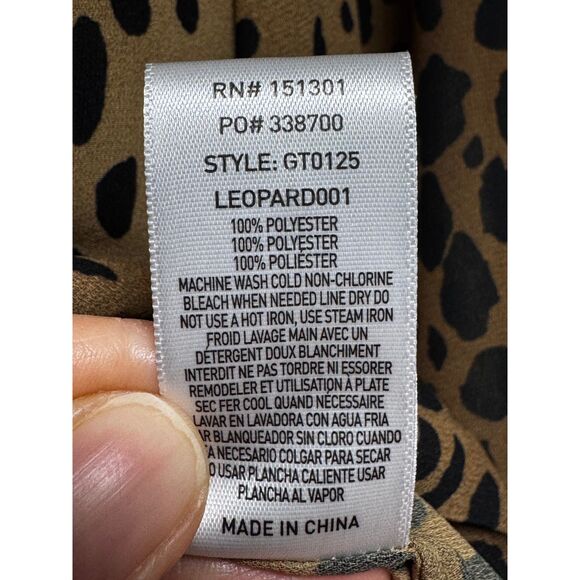 RN# 151301
PO# 338700
STYLE: GT0125
LEOPARD001
100% POLYESTER
100% POLYESTER
100% POLIÉSTER
MACHINE WASH COLD NON-CHLORINE
BLEACH WHEN NEEDED LINE DRY DO
NOT USE A HOT IRON, USE STEAM IRON
FROID LAVAGE MAIN AVEC UN
DÉTERGENT DOUX BLANCHIMENT
INTERDIT NE PAS TORDRE NI ESSORER
REMODELER ET UTILISATION À PLATE
SEC FER COOL QUAND NÉCESSAIRE
LAVAR EN LAVADORA CON AGUA FRIA
AR BLANQUEADOR SIN CLORO CUANDO
A NECESARIO COLGAR PARA SECAR
O USAR PLANCHA CALIENTE USAR
PLANCHA AL VAPOR
MADE IN CHINA